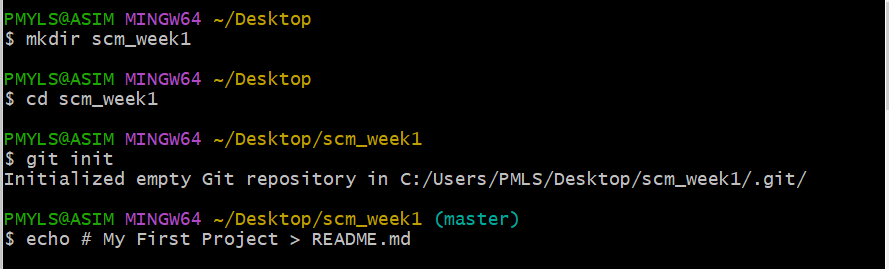 PMYLS@ASIM MINGW64 ~/Desktop
$ mkdir scm_week1
PMYLS@ASIM MINGW64 ~/Desktop
$ cd scm_week1
PMYLS@ASIM MINGW64 ~/Desktop/scm_week1
$ git init
Initialized empty Git repository in C:/Users/PMLS/Desktop/scm_week1/.git/
PMYLS@ASIM MINGW64 ~/Desktop/scm_week1 (master)
$ echo # My First Project > README.md